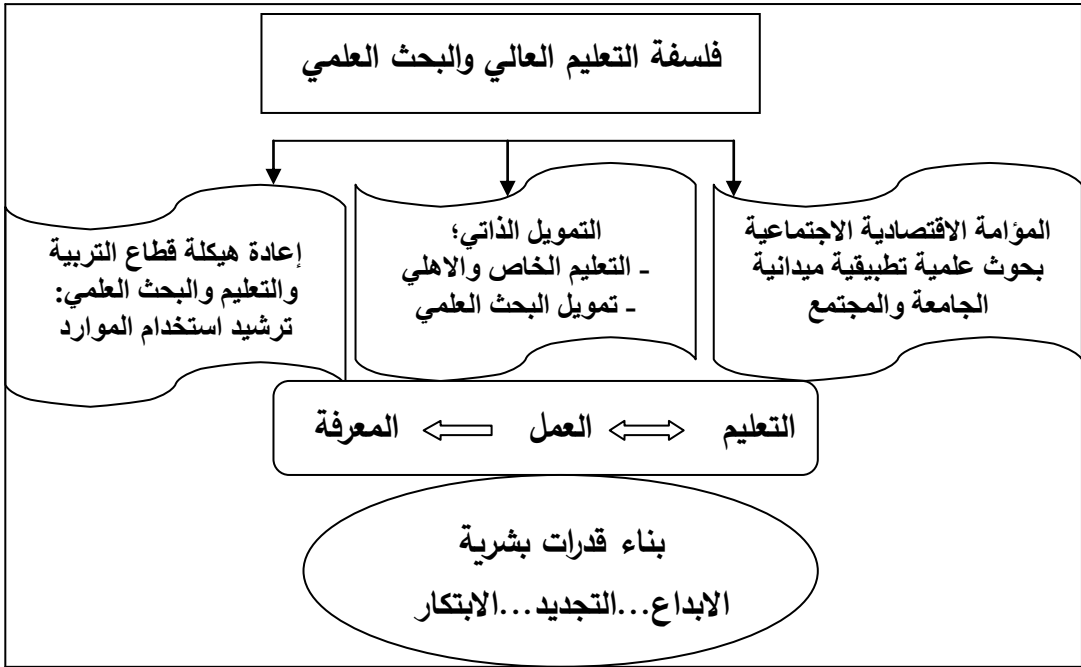 فلسفة التعليم العالي والبحث العلمي
المؤامة الاقتصادية الاجتماعية
بحوث علمية تطبيقية ميدانية
الجامعة والمجتمع
التمويل الذاتي؛
- التعليم الخاص والاهلي
- تمويل البحث العلمي
إعادة هيكلة قطاع التربية
والتعليم والبحث العلمي:
ترشيد استخدام الموارد
التعليم ⇔ العمل ⇐ المعرفة
بناء قدرات بشرية
الابداع...التجديد...الابتكار